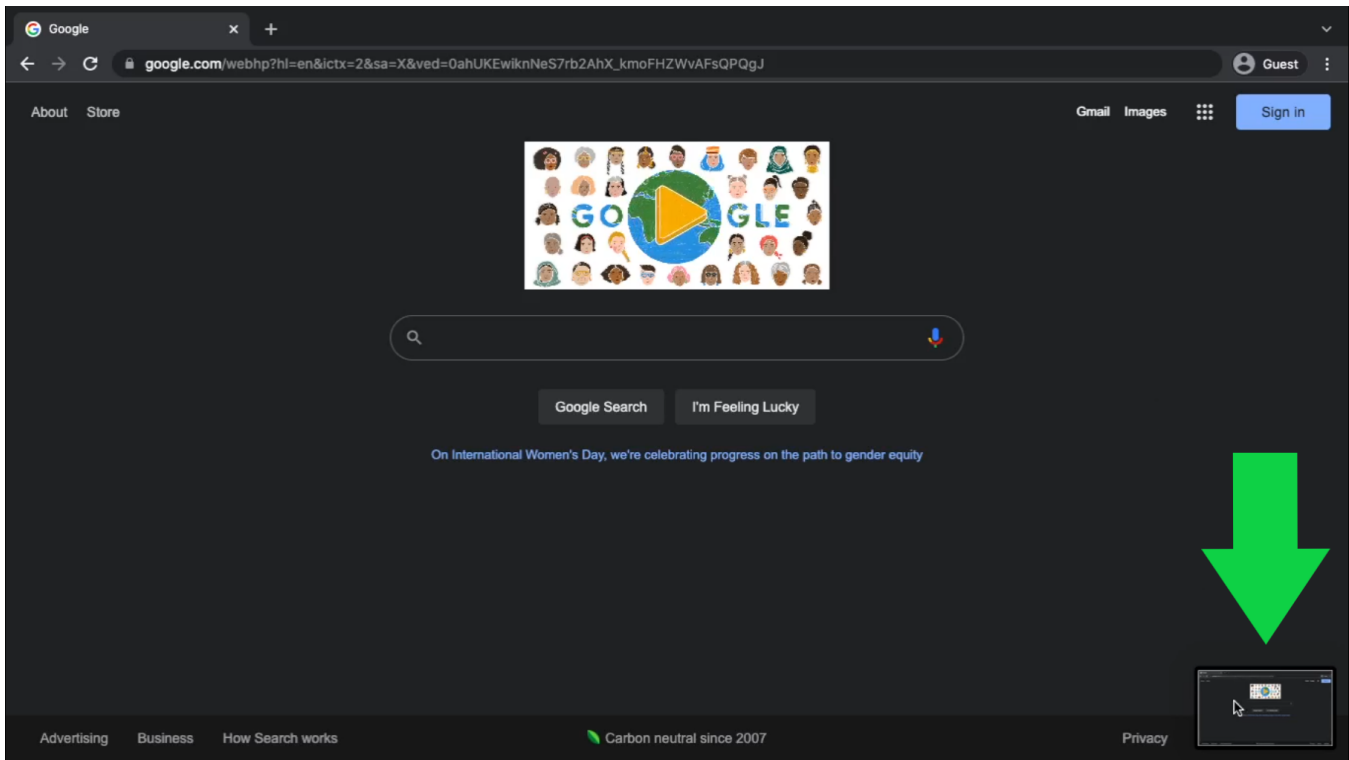 Google
google.com/webhp?hl=en&ictx=2&sa=X&ved=0ahUKEwiknNeS7rb2AhX_kmoFHZWvAFsQPQgJ
Guest
About Store
Gmail Images Sign in
GOOGLE
Google Search I'm Feeling Lucky
On International Women's Day, we're celebrating progress on the path to gender equity
Advertising Business How Search works Carbon neutral since 2007 Privacy